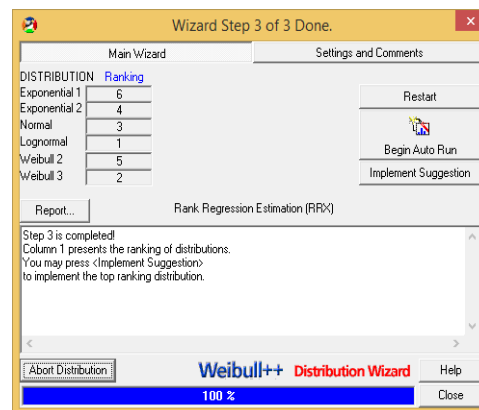 Wizard Step 3 of 3 Done.
Main Wizard
Settings and Comments
DISTRIBUTION Ranking
Exponential 1 6
Exponential 2 4
Normal 3
Lognormal 1
Weibull 2 5
Weibull 3 2
Restart
Begin Auto Run
Implement Suggestion
Report...
Rank Regression Estimation (RRX)
Step 3 is completed!
Column 1 presents the ranking of distributions.
You may press <Implement Suggestion>
to implement the top ranking distribution.
Abort Distribution
Weibull++ Distribution Wizard
Help
100 %
Close